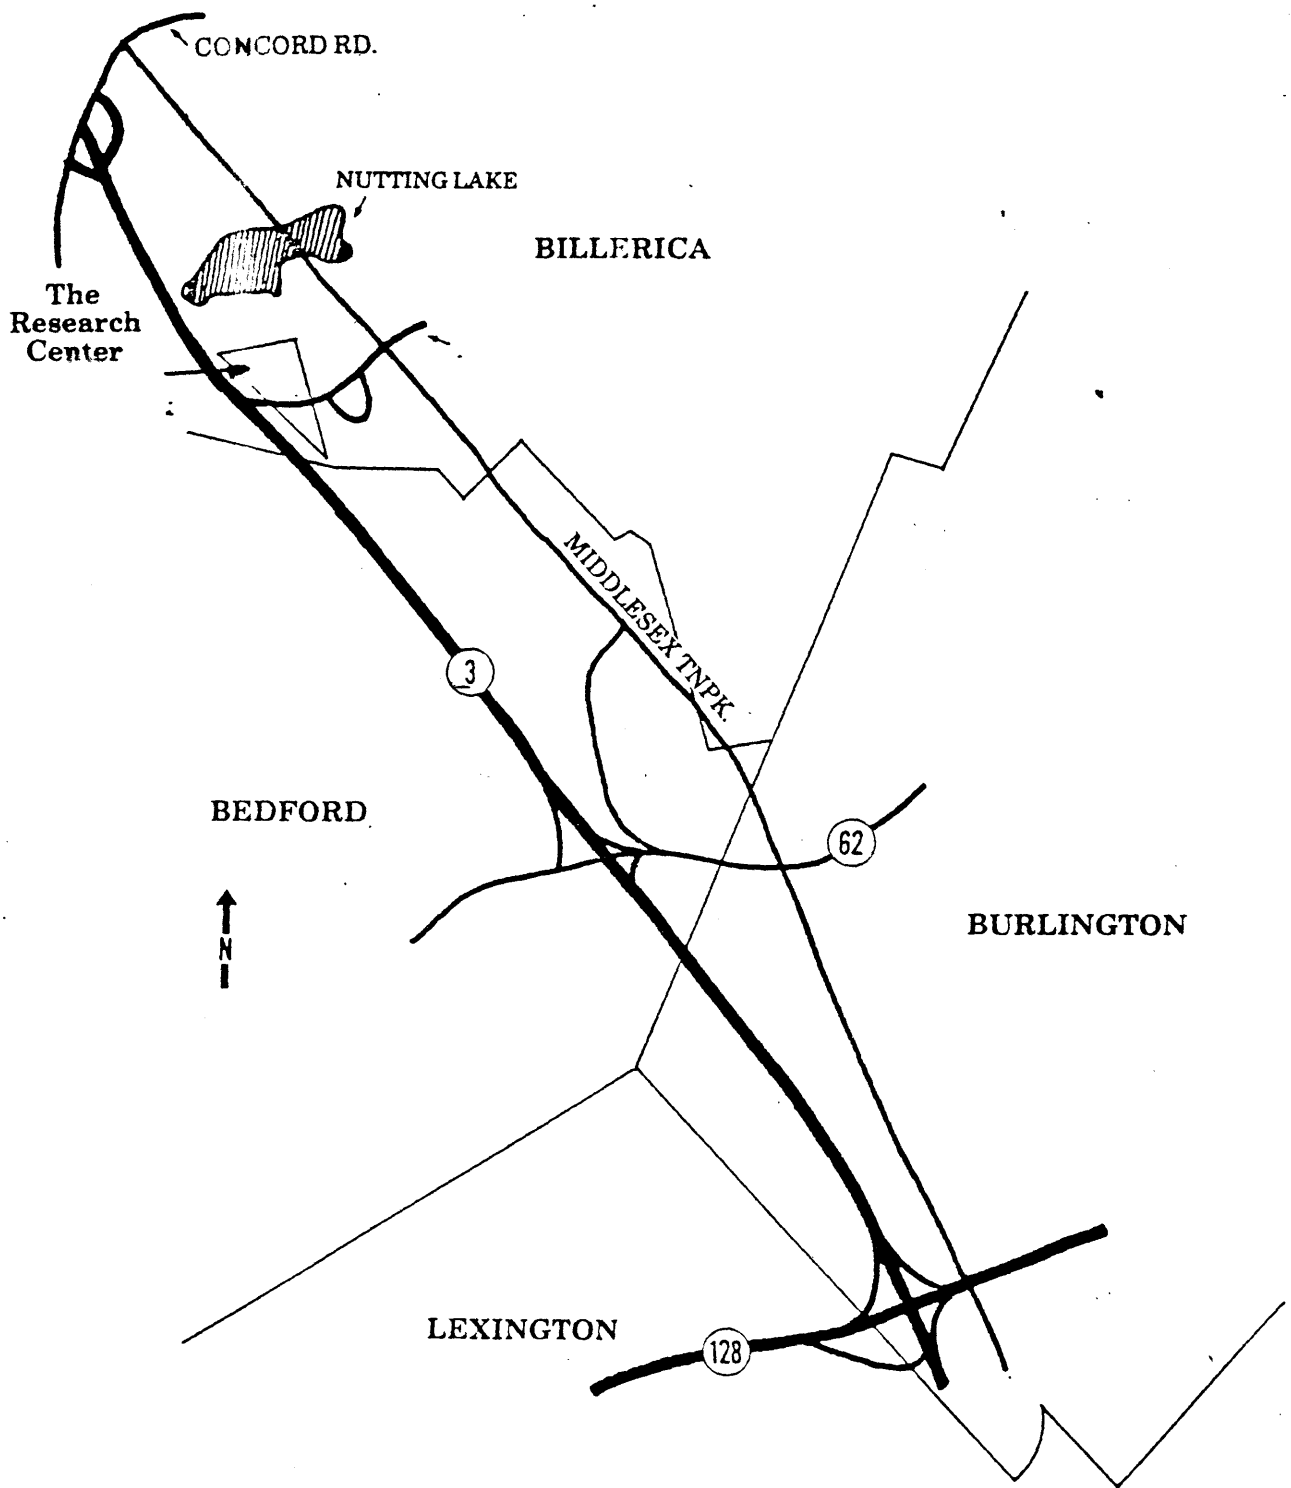 CONCORD RD.
NUTTING LAKE
BILLERICA
The
Research
Center
MIDDLESEX TNPK.
3
BEDFORD
62
N
BURLINGTON
LEXINGTON
128